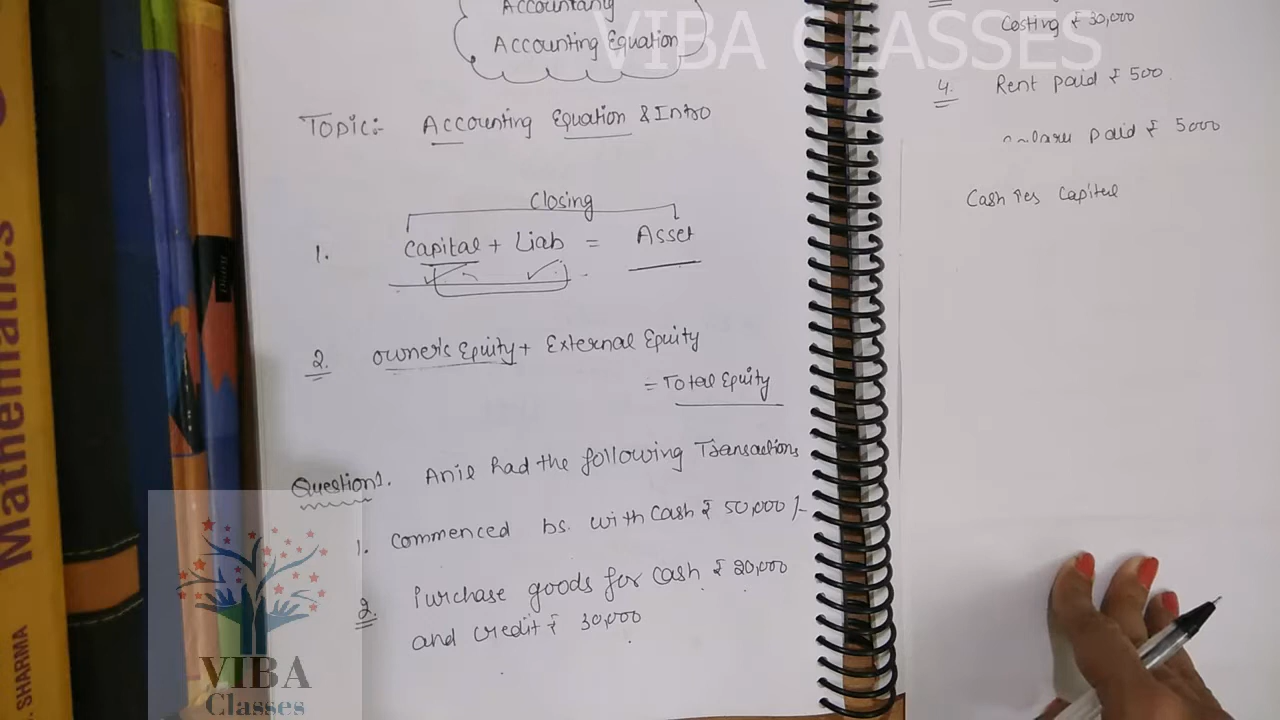 Accountany
Accounting Equation
VIBA CLASSES
Topic:- Accounting Equation & Intro
Closing
1. Capital + Liab = Asset
2. Owner's Equity + External Equity
= Total Equity
Question 1. Anil had the following Transactions
1. Commenced bs. with Cash ₹ 50,000/-
2. Purchase goods for Cash ₹ 20,000
and credit ₹ 30,000
Costing ₹ 30,000
4. Rent paid ₹ 500.
paid ₹ 5000
Cash Capital
Mathematics
. SHARMA
VIBA
Classes